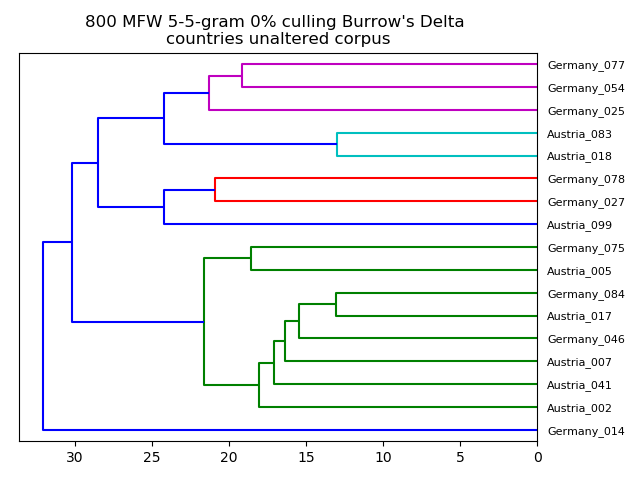 800 MFW 5-5-gram 0% culling Burrow's Delta
countries unaltered corpus
Germany_077
Germany_054
Germany_025
Austria_083
Austria_018
Germany_078
Germany_027
Austria_099
Germany_075
Austria_005
Germany_084
Austria_017
Germany_046
Austria_007
Austria_041
Austria_002
Germany_014
30 25 20 15 10 5 0